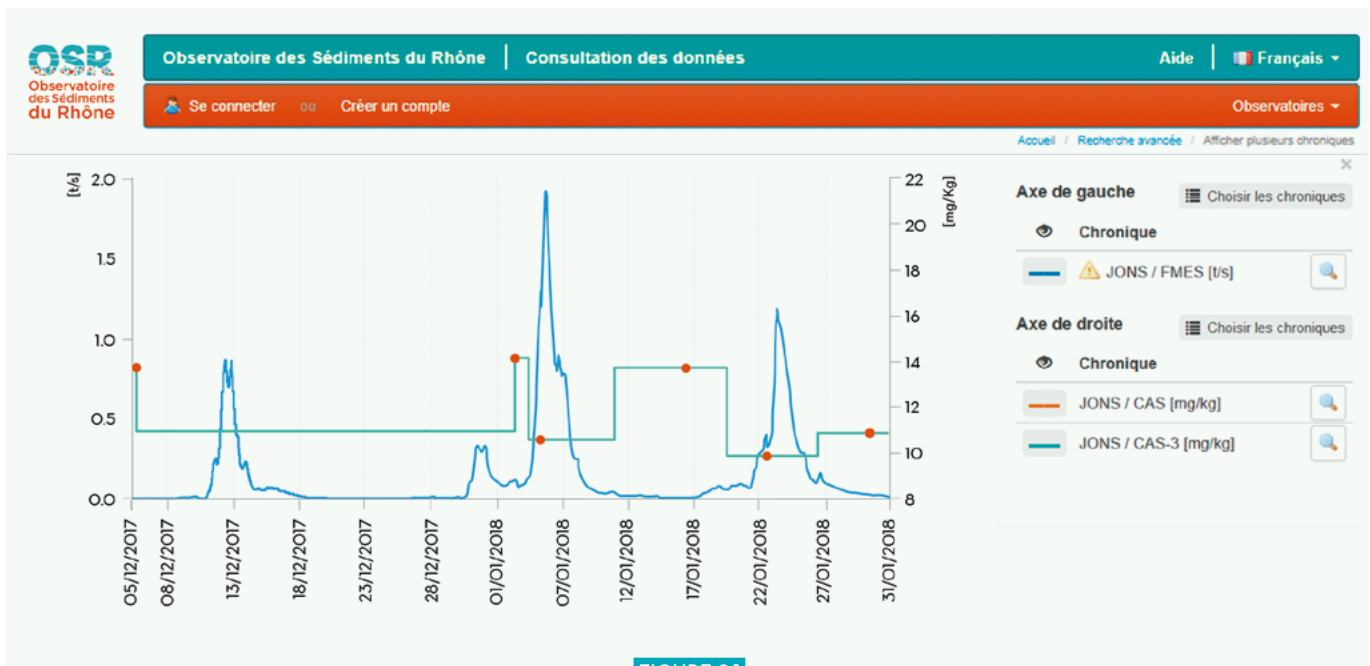 OSR
Observatoire
des Sédiments
du Rhône
Observatoire des Sédiments du Rhône | Consultation des données
Aide | Français
Se connecter ou Créer un compte
Observatoires
Accueil / Recherche avancée / Afficher plusieurs chroniques
×
[t/s]
2.0
1.5
1.0
0.5
0.0
22
20
18
16
14
12
10
8
[mg/Kg]
05/12/2017
08/12/2017
13/12/2017
18/12/2017
23/12/2017
28/12/2017
01/01/2018
07/01/2018
12/01/2018
17/01/2018
22/01/2018
27/01/2018
31/01/2018
Axe de gauche
Choisir les chroniques
Chronique
JONS / FMES [t/s]
Axe de droite
Choisir les chroniques
Chronique
JONS / CAS [mg/kg]
JONS / CAS-3 [mg/kg]